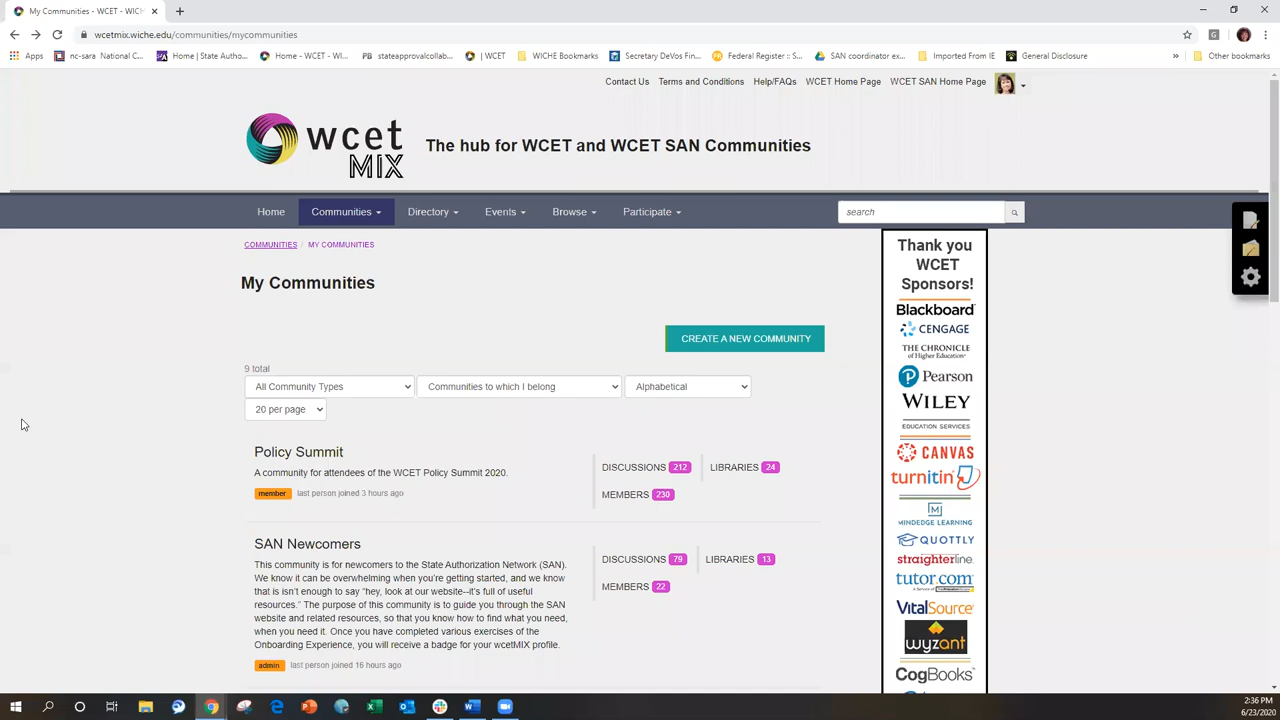 My Communities - WCET - WICH
wcetmix.wiche.edu/communities/mycommunities
Apps
nc-sara National C...
Home | State Autho...
Home - WCET - WI...
PB stateapprovalcollab...
| WCET
WICHE Bookmarks
Secretary DeVos Fin...
Federal Register :: S...
SAN coordinator ex...
Imported From IE
General Disclosure
»
Other bookmarks
Contact Us
Terms and Conditions
Help/FAQs
WCET Home Page
WCET SAN Home Page
wcet
MIX
The hub for WCET and WCET SAN Communities
Home
Communities
Directory
Events
Browse
Participate
search
COMMUNITIES / MY COMMUNITIES
My Communities
CREATE A NEW COMMUNITY
9 total
All Community Types
Communities to which I belong
Alphabetical
20 per page
Policy Summit
A community for attendees of the WCET Policy Summit 2020.
member last person joined 3 hours ago
DISCUSSIONS 212
LIBRARIES 24
MEMBERS 230
SAN Newcomers
This community is for newcomers to the State Authorization Network (SAN).
We know it can be overwhelming when you're getting started, and we know
that is isn't enough to say "hey, look at our website--it's full of useful
resources." The purpose of this community is to guide you through the SAN
website and related resources, so that you know how to find what you need,
when you need it. Once you have completed various exercises of the
Onboarding Experience, you will receive a badge for your wcetMIX profile.
admin last person joined 16 hours ago
DISCUSSIONS 79
LIBRARIES 13
MEMBERS 22
Thank you
WCET
Sponsors!
Blackboard
CENGAGE
THE CHRONICLE
of Higher Education
Pearson
WILEY
EDUCATION SERVICES
CANVAS
turnitin
MINDEDGE LEARNING
QUOTTLY
straighterline
tutor.com
VitalSource
wyzant
CogBooks
2:36 PM
6/23/2020